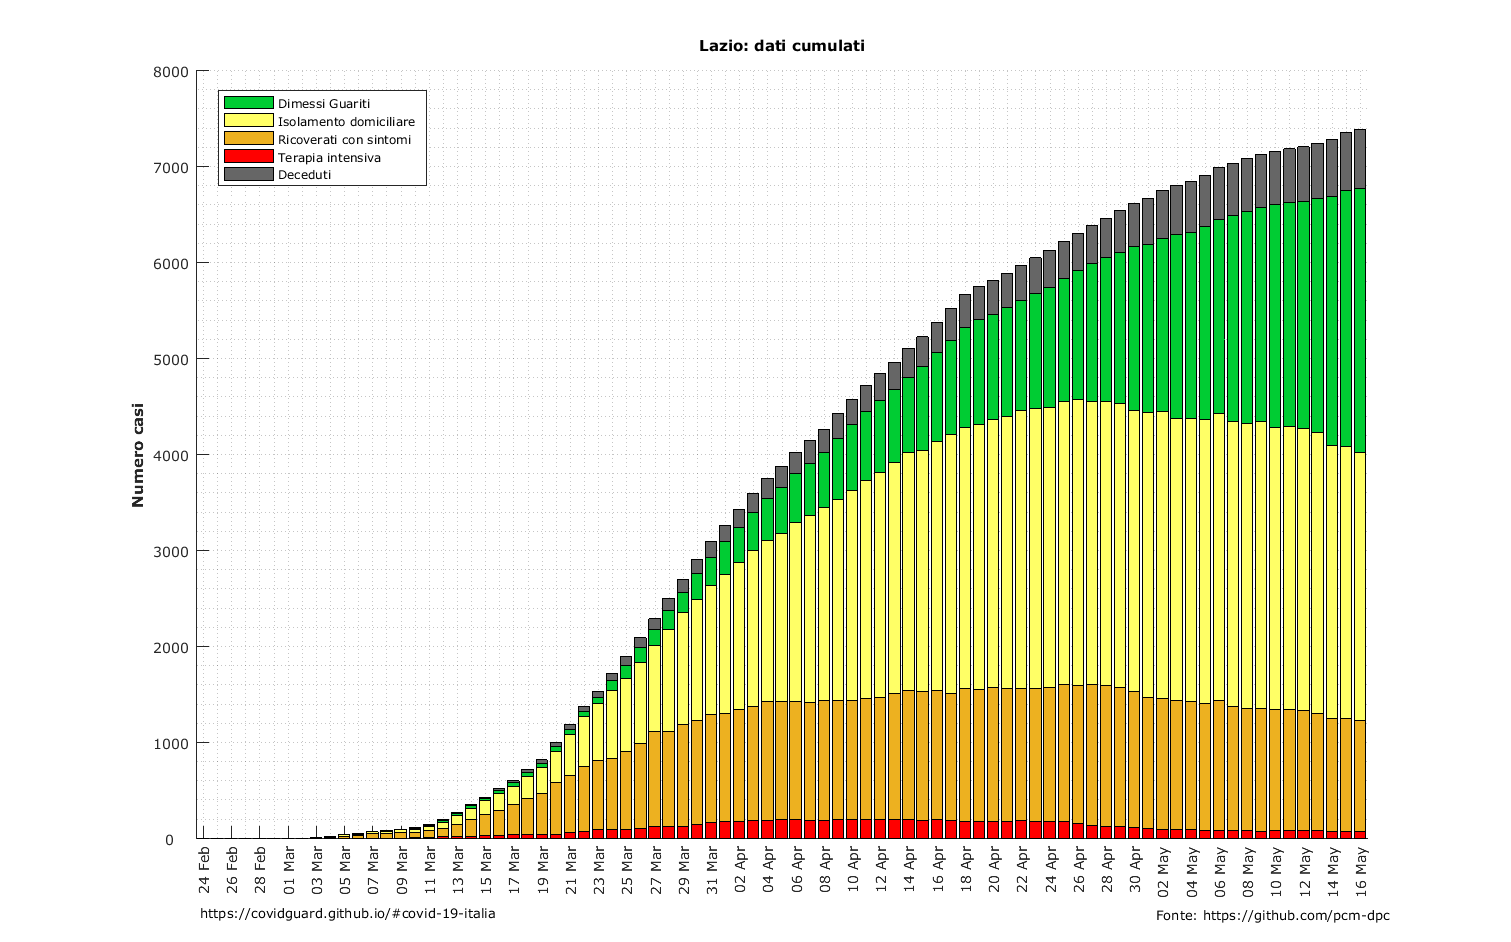 Lazio: dati cumulati
8000
7000
6000
5000
4000
3000
2000
1000
0
Numero casi
Dimessi Guariti
Isolamento domiciliare
Ricoverati con sintomi
Terapia intensiva
Deceduti
24 Feb
26 Feb
28 Feb
01 Mar
03 Mar
05 Mar
07 Mar
09 Mar
11 Mar
13 Mar
15 Mar
17 Mar
19 Mar
21 Mar
23 Mar
25 Mar
27 Mar
29 Mar
31 Mar
02 Apr
04 Apr
06 Apr
08 Apr
10 Apr
12 Apr
14 Apr
16 Apr
18 Apr
20 Apr
22 Apr
24 Apr
26 Apr
28 Apr
30 Apr
02 May
04 May
06 May
08 May
10 May
12 May
14 May
16 May
https://covidguard.github.io/#covid-19-italia
Fonte: https://github.com/pcm-dpc